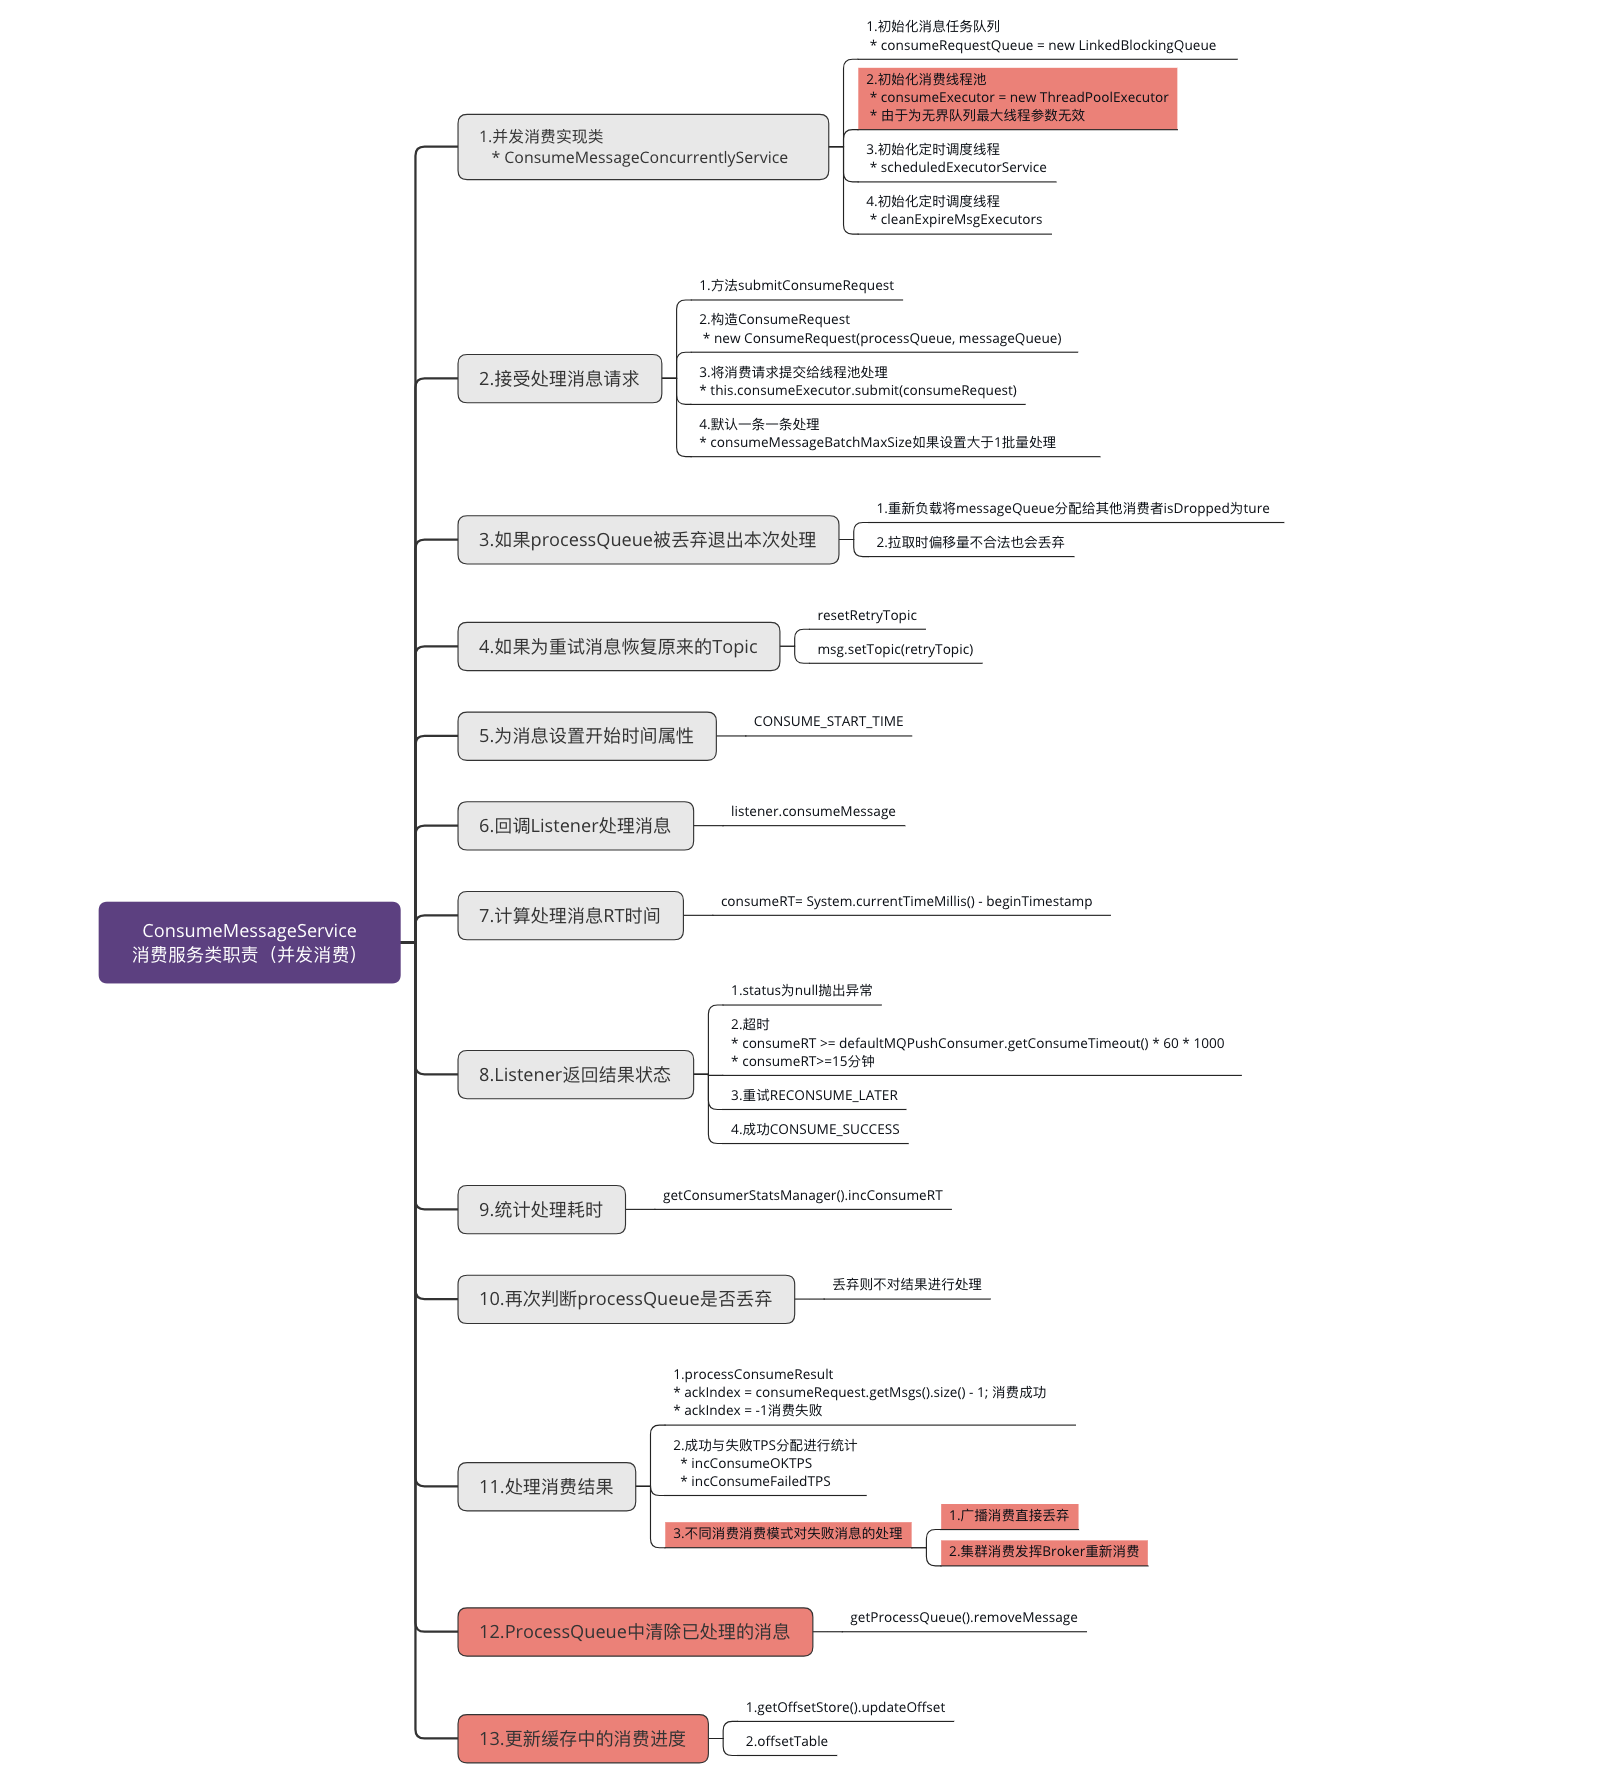 ConsumeMessageService
消费服务类职责（并发消费）
1.并发消费实现类
* ConsumeMessageConcurrentlyService
1.初始化消息任务队列
* consumeRequestQueue = new LinkedBlockingQueue
2.初始化消费线程池
* consumeExecutor = new ThreadPoolExecutor
* 由于为无界队列最大线程参数无效
3.初始化定时调度线程
* scheduledExecutorService
4.初始化定时调度线程
* cleanExpireMsgExecutors
2.接受处理消息请求
1.方法submitConsumeRequest
2.构造ConsumeRequest
* new ConsumeRequest(processQueue, messageQueue)
3.将消费请求提交给线程池处理
* this.consumeExecutor.submit(consumeRequest)
4.默认一条一条处理
* consumeMessageBatchMaxSize如果设置大于1批量处理
3.如果processQueue被丢弃退出本次处理
1.重新负载将messageQueue分配给其他消费者isDropped为ture
2.拉取时偏移量不合法也会丢弃
4.如果为重试消息恢复原来的Topic
resetRetryTopic
msg.setTopic(retryTopic)
5.为消息设置开始时间属性
CONSUME_START_TIME
6.回调Listener处理消息
listener.consumeMessage
7.计算处理消息RT时间
consumeRT= System.currentTimeMillis() - beginTimestamp
8.Listener返回结果状态
1.status为null抛出异常
2.超时
* consumeRT >= defaultMQPushConsumer.getConsumeTimeout() * 60 * 1000
* consumeRT>=15分钟
3.重试RECONSUME_LATER
4.成功CONSUME_SUCCESS
9.统计处理耗时
getConsumerStatsManager().incConsumeRT
10.再次判断processQueue是否丢弃
丢弃则不对结果进行处理
11.处理消费结果
1.processConsumeResult
* ackIndex = consumeRequest.getMsgs().size() - 1; 消费成功
* ackIndex = -1消费失败
2.成功与失败TPS分配进行统计
* incConsumeOKTPS
* incConsumeFailedTPS
3.不同消费消费模式对失败消息的处理
1.广播消费直接丢弃
2.集群消费发挥Broker重新消费
12.ProcessQueue中清除已处理的消息
getProcessQueue().removeMessage
13.更新缓存中的消费进度
1.getOffsetStore().updateOffset
2.offsetTable